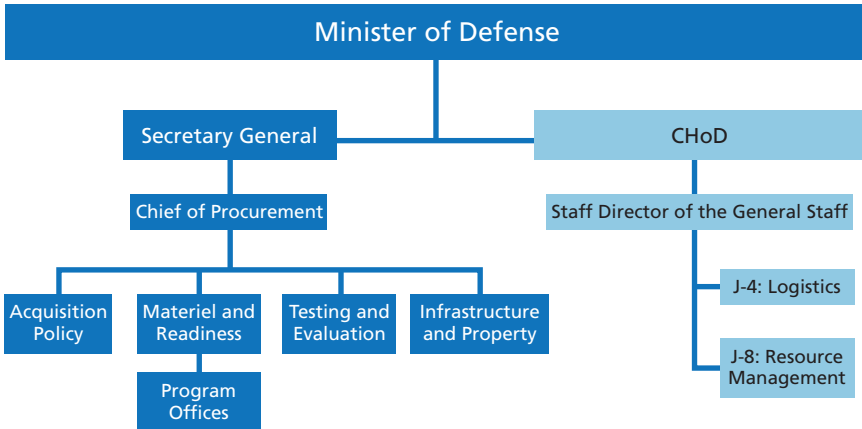 Minister of Defense
Secretary General
CHoD
Chief of Procurement
Staff Director of the General Staff
Acquisition
Policy
Materiel and
Readiness
Testing and
Evaluation
Infrastructure
and Property
Program
Offices
J-4: Logistics
J-8: Resource
Management